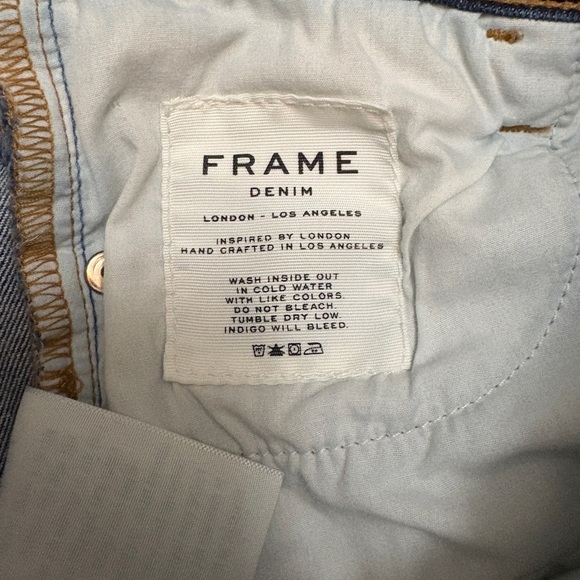 FRAME
DENIM
LONDON - LOS ANGELES
INSPIRED BY LONDON
HAND CRAFTED IN LOS ANGELES
WASH INSIDE OUT
IN COLD WATER
WITH LIKE COLORS.
DO NOT BLEACH.
TUMBLE DRY LOW.
INDIGO WILL BLEED.